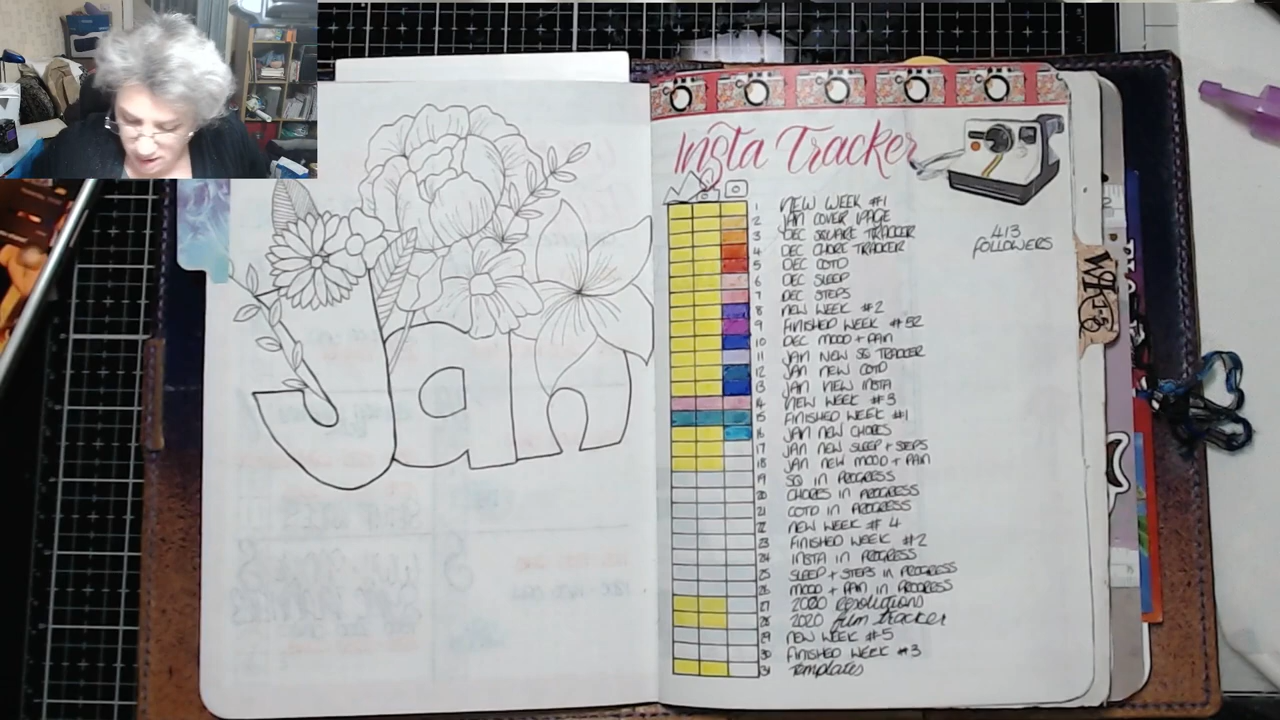 Jan
Insta Tracker
413
FOLLOWERS
1 NEW WEEK #1
2 JAN COVER PAGE
3 DEC SQUARE TRACKER
4 DEC CHORE TRACKER
5 DEC COTD
6 DEC SLEEP
7 DEC STEPS
8 NEW WEEK #2
9 FINISHED WEEK #52
10 DEC MOOD + PAIN
11 JAN NEW SQ TRACKER
12 JAN NEW COTD
13 JAN NEW INSTA
14 NEW WEEK #3
15 FINISHED WEEK #1
16 JAN NEW CHORES
17 JAN NEW SLEEP + STEPS
18 JAN NEW MOOD + PAIN
19 SQ IN PROGRESS
20 CHORES IN PROGRESS
21 COTD IN PROGRESS
22 NEW WEEK #4
23 FINISHED WEEK #2
24 INSTA IN PROGRESS
25 SLEEP + STEPS IN PROGRESS
26 MOOD + PAIN IN PROGRESS
27 2020 Resolutions
28 2020 film tracker
29 NEW WEEK #5
30 FINISHED WEEK #3
31 Templates